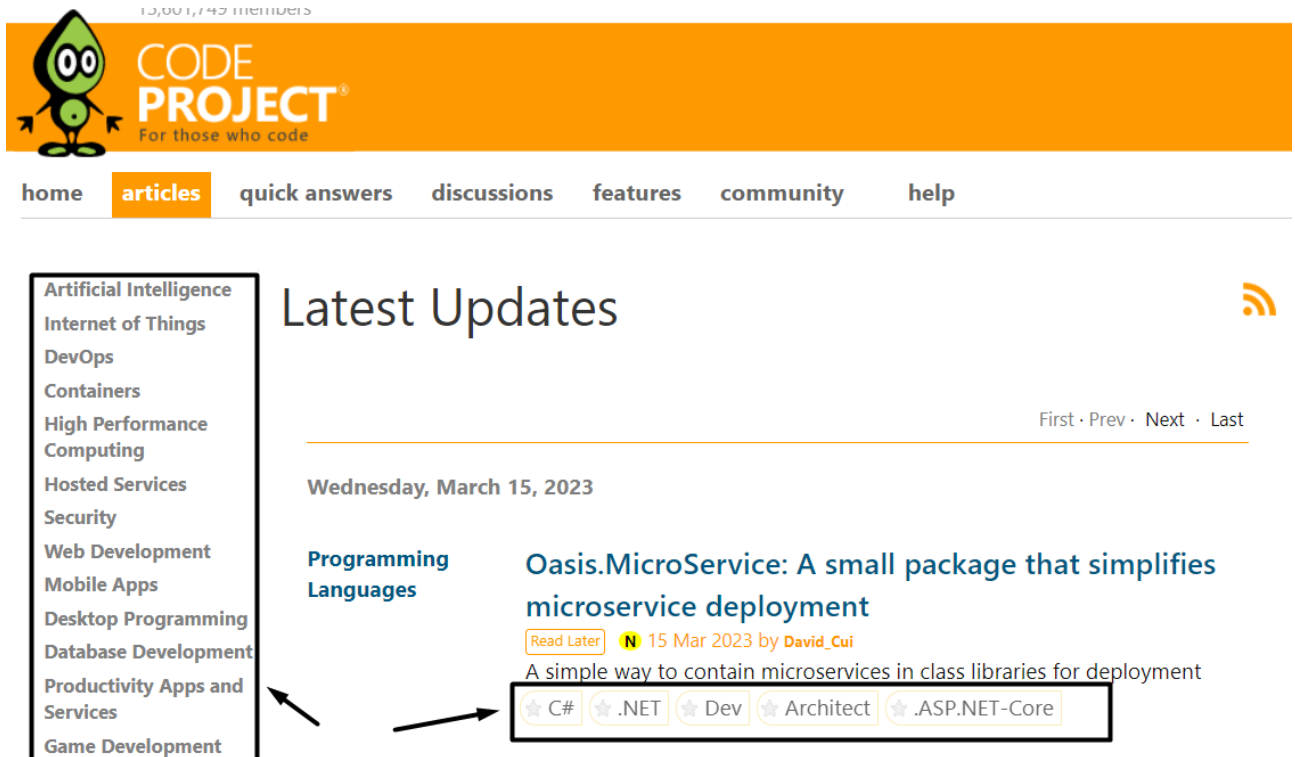 13,601,749 members
CODE
PROJECT®
For those who code
home articles quick answers discussions features community help
Artificial Intelligence
Internet of Things
DevOps
Containers
High Performance
Computing
Hosted Services
Security
Web Development
Mobile Apps
Desktop Programming
Database Development
Productivity Apps and
Services
Game Development
Latest Updates
First · Prev · Next · Last
Wednesday, March 15, 2023
Programming
Languages
Oasis.MicroService: A small package that simplifies
microservice deployment
Read Later N 15 Mar 2023 by David_Cui
A simple way to contain microservices in class libraries for deployment
C# .NET Dev Architect .ASP.NET-Core